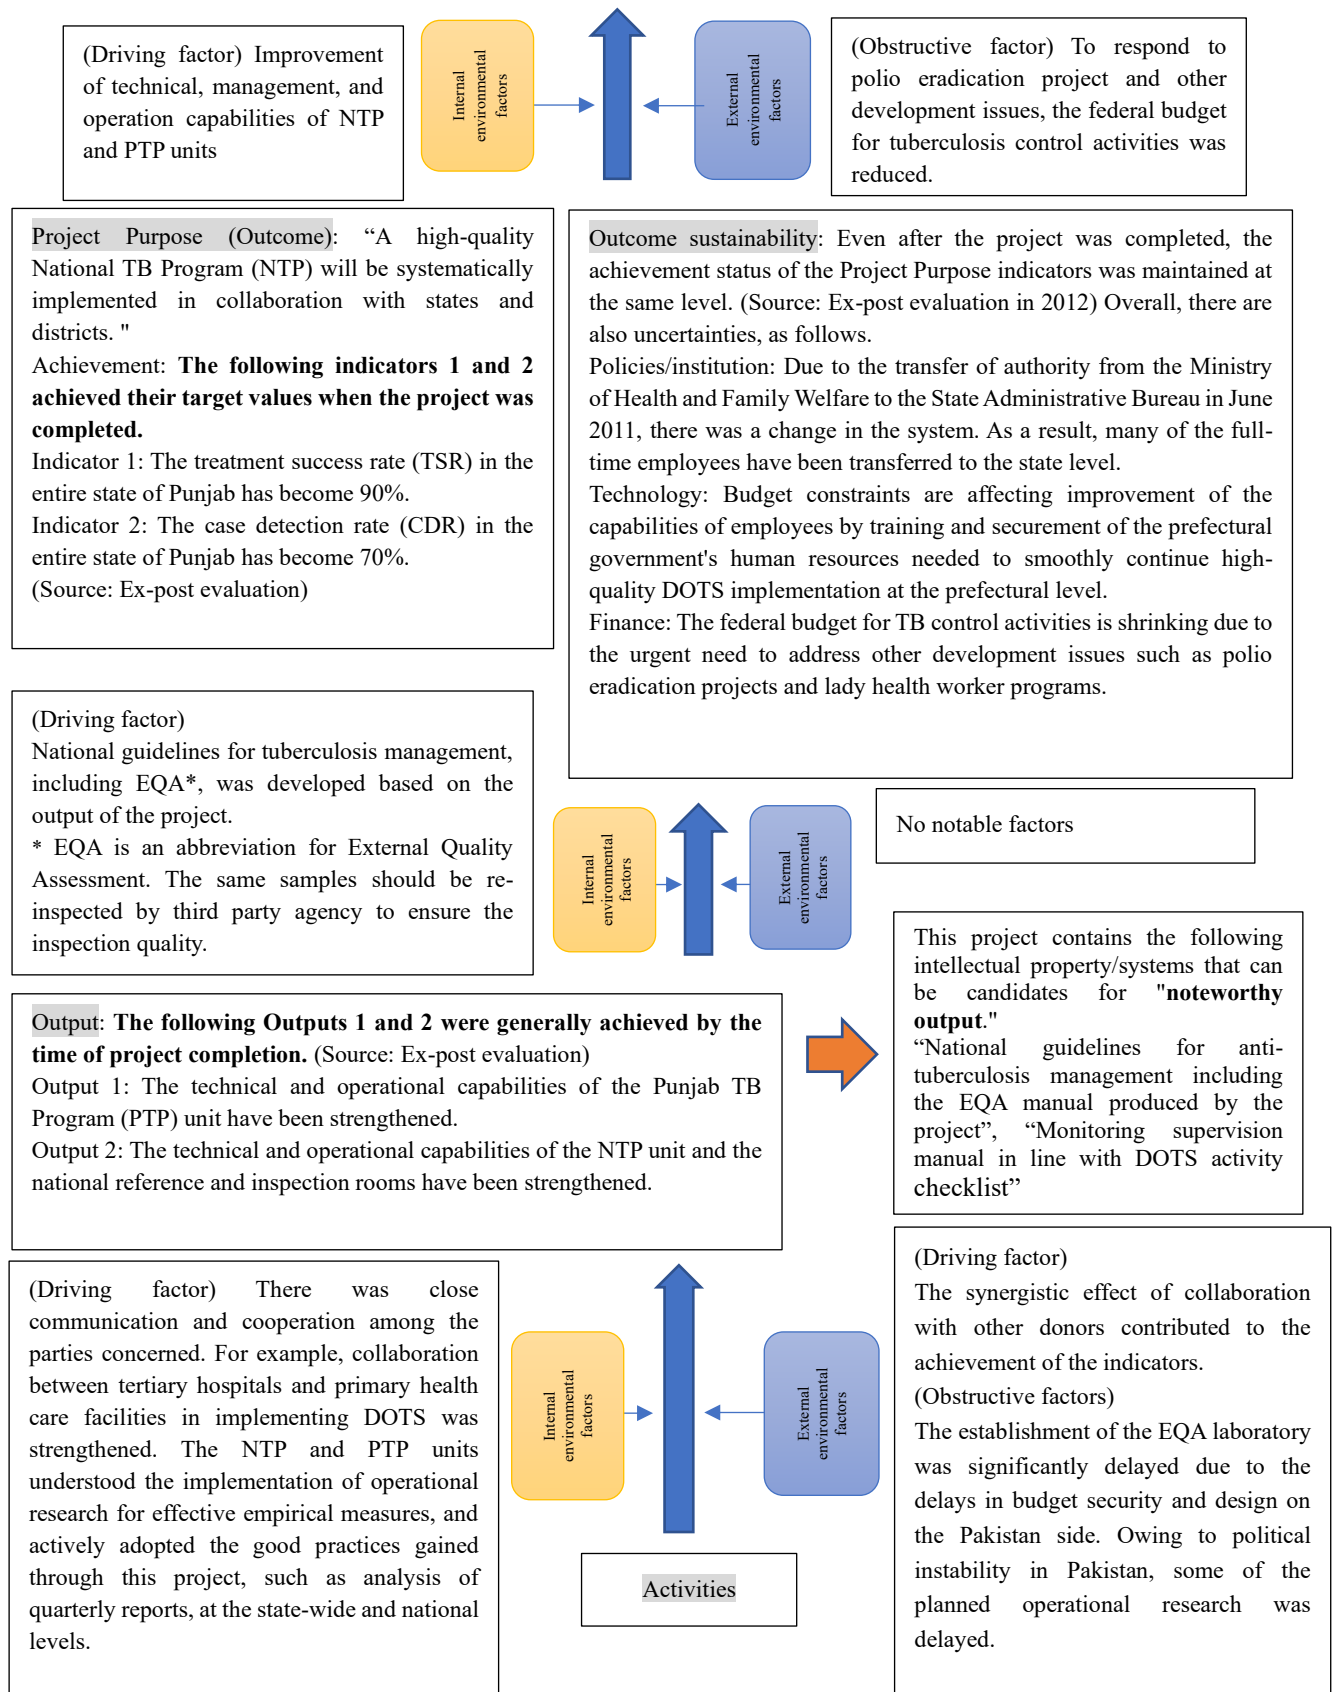 (Driving factor) Improvement
of technical, management, and
operation capabilities of NTP
and PTP units
Internal
environmental
factors
External
environmental
factors
(Obstructive factor) To respond to
polio eradication project and other
development issues, the federal budget
for tuberculosis control activities was
reduced.
Project Purpose (Outcome): “A high-quality
National TB Program (NTP) will be systematically
implemented in collaboration with states and
districts. "
Achievement: The following indicators 1 and 2
achieved their target values when the project was
completed.
Indicator 1: The treatment success rate (TSR) in the
entire state of Punjab has become 90%.
Indicator 2: The case detection rate (CDR) in the
entire state of Punjab has become 70%.
(Source: Ex-post evaluation)
Outcome sustainability: Even after the project was completed, the
achievement status of the Project Purpose indicators was maintained at
the same level. (Source: Ex-post evaluation in 2012) Overall, there are
also uncertainties, as follows.
Policies/institution: Due to the transfer of authority from the Ministry
of Health and Family Welfare to the State Administrative Bureau in June
2011, there was a change in the system. As a result, many of the full-
time employees have been transferred to the state level.
Technology: Budget constraints are affecting improvement of the
capabilities of employees by training and securement of the prefectural
government's human resources needed to smoothly continue high-
quality DOTS implementation at the prefectural level.
Finance: The federal budget for TB control activities is shrinking due to
the urgent need to address other development issues such as polio
eradication projects and lady health worker programs.
(Driving factor)
National guidelines for tuberculosis management,
including EQA*, was developed based on the
output of the project.
* EQA is an abbreviation for External Quality
Assessment. The same samples should be re-
inspected by third party agency to ensure the
inspection quality.
Internal
environmental
factors
External
environmental
factors
No notable factors
Output: The following Outputs 1 and 2 were generally achieved by the
time of project completion. (Source: Ex-post evaluation)
Output 1: The technical and operational capabilities of the Punjab TB
Program (PTP) unit have been strengthened.
Output 2: The technical and operational capabilities of the NTP unit and the
national reference and inspection rooms have been strengthened.
This project contains the following
intellectual property/systems that can
be candidates for "noteworthy
output."
“National guidelines for anti-
tuberculosis management including
the EQA manual produced by the
project”, “Monitoring supervision
manual in line with DOTS activity
checklist”
(Driving factor) There was close
communication and cooperation among the
parties concerned. For example, collaboration
between tertiary hospitals and primary health
care facilities in implementing DOTS was
strengthened. The NTP and PTP units
understood the implementation of operational
research for effective empirical measures, and
actively adopted the good practices gained
through this project, such as analysis of
quarterly reports, at the state-wide and national
levels.
Internal
environmental
factors
External
environmental
factors
Activities
(Driving factor)
The synergistic effect of collaboration
with other donors contributed to the
achievement of the indicators.
(Obstructive factors)
The establishment of the EQA laboratory
was significantly delayed due to the
delays in budget security and design on
the Pakistan side. Owing to political
instability in Pakistan, some of the
planned operational research was
delayed.